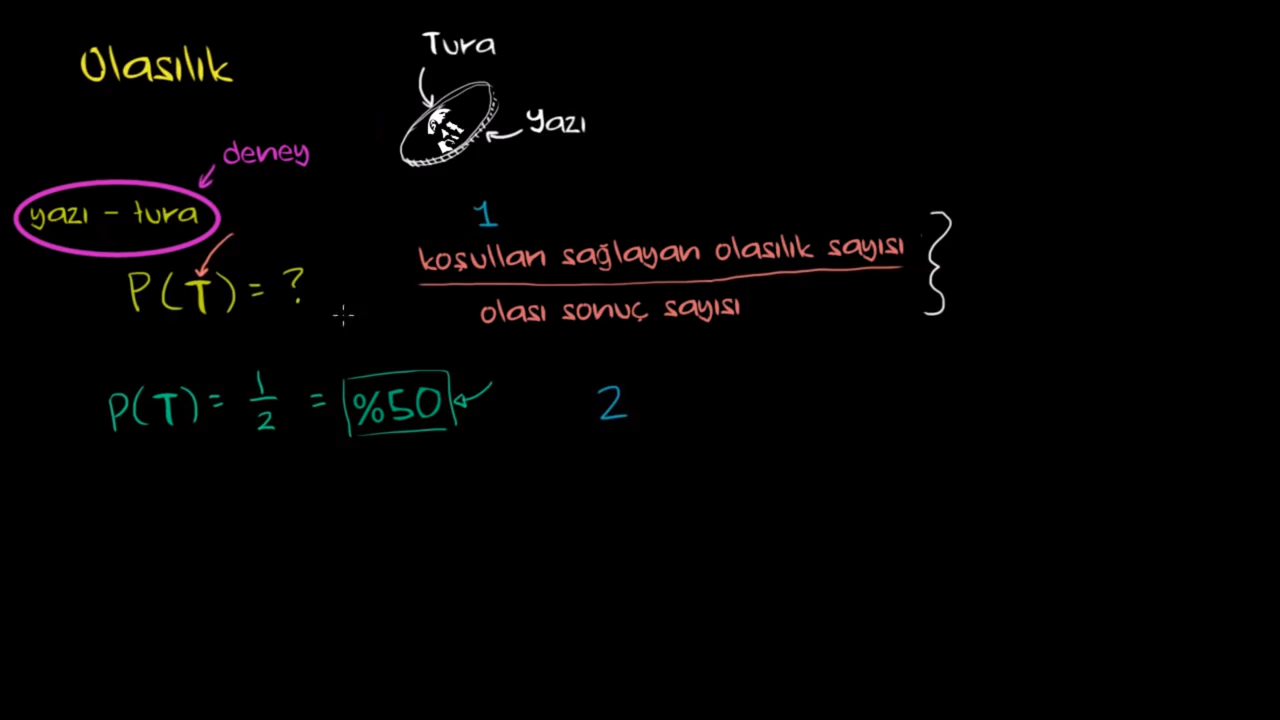 Olasılık
Tura
yazı
deney
yazı - tura
1
koşulları sağlayan olasılık sayısı
olası sonuç sayısı
P(T) = ?
P(T) = 1/2 = %50
2